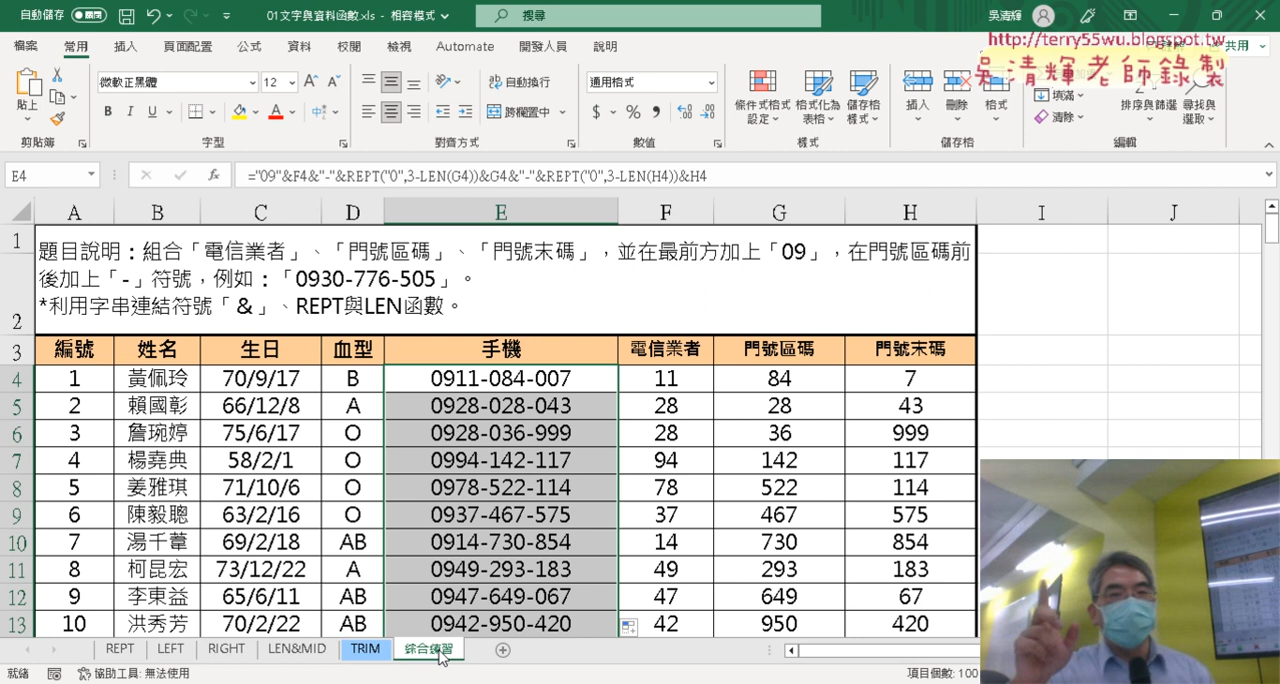 自動儲存 關閉 01文字與資料函數.xls - 相容模式 搜尋 吳清輝
檔案 常用 插入 頁面配置 公式 資料 校閱 檢視 Automate 開發人員 說明 共用
http://terry55wu.blogspot.tw
吳清輝老師錄製
貼上 微軟正黑體 12 自動換行 通用格式 條件式格式設定 格式化為表格 儲存格樣式 插入 刪除 格式 填滿 排序與篩選 尋找與選取
B I U 跨欄置中 $ % 清除
剪貼簿 字型 對齊方式 數值 樣式 儲存格 編輯
E4 fx ="09"&F4&"-"&REPT("0",3-LEN(G4))&G4&"-"&REPT("0",3-LEN(H4))&H4
A B C D E F G H I J
1 題目說明：組合「電信業者」、「門號區碼」、「門號末碼」，並在最前方加上「09」，在門號區碼前
後加上「-」符號，例如：「0930-776-505」。
2 *利用字串連結符號「&」、REPT與LEN函數。
3 編號 姓名 生日 血型 手機 電信業者 門號區碼 門號末碼
4 1 黃佩玲 70/9/17 B 0911-084-007 11 84 7
5 2 賴國彰 66/12/8 A 0928-028-043 28 28 43
6 3 詹琬婷 75/6/17 O 0928-036-999 28 36 999
7 4 楊堯典 58/2/1 O 0994-142-117 94 142 117
8 5 姜雅琪 71/10/6 O 0978-522-114 78 522 114
9 6 陳毅聰 63/2/16 O 0937-467-575 37 467 575
10 7 湯千葦 69/2/18 AB 0914-730-854 14 730 854
11 8 柯昆宏 73/12/22 A 0949-293-183 49 293 183
12 9 李東益 65/6/11 AB 0947-649-067 47 649 67
13 10 洪秀芳 70/2/22 AB 0942-950-420 42 950 420
REPT LEFT RIGHT LEN&MID TRIM 綜合練習
就緒 協助工具: 無法使用 項目個數: 100